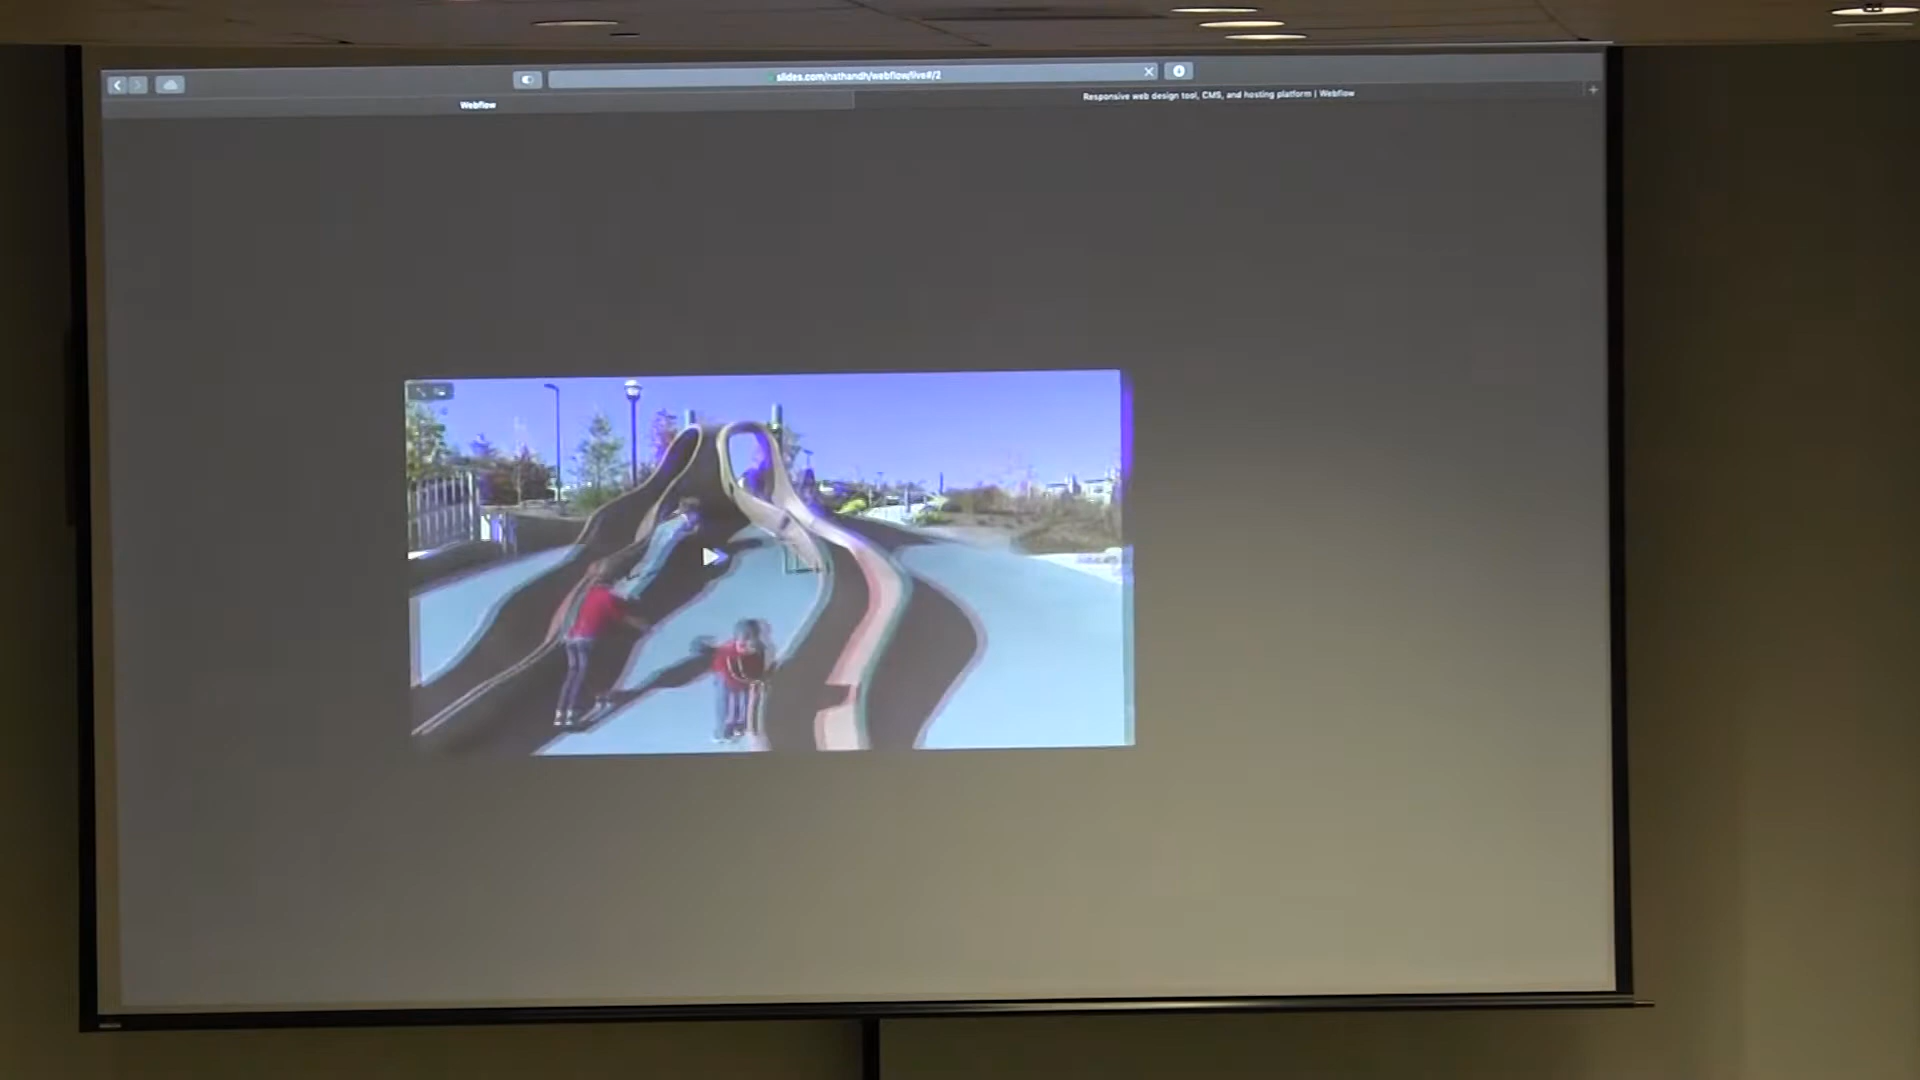 slides.com/nathandh/webflow/live#/2
Webflow
Responsive web design tool, CMS, and hosting platform | Webflow